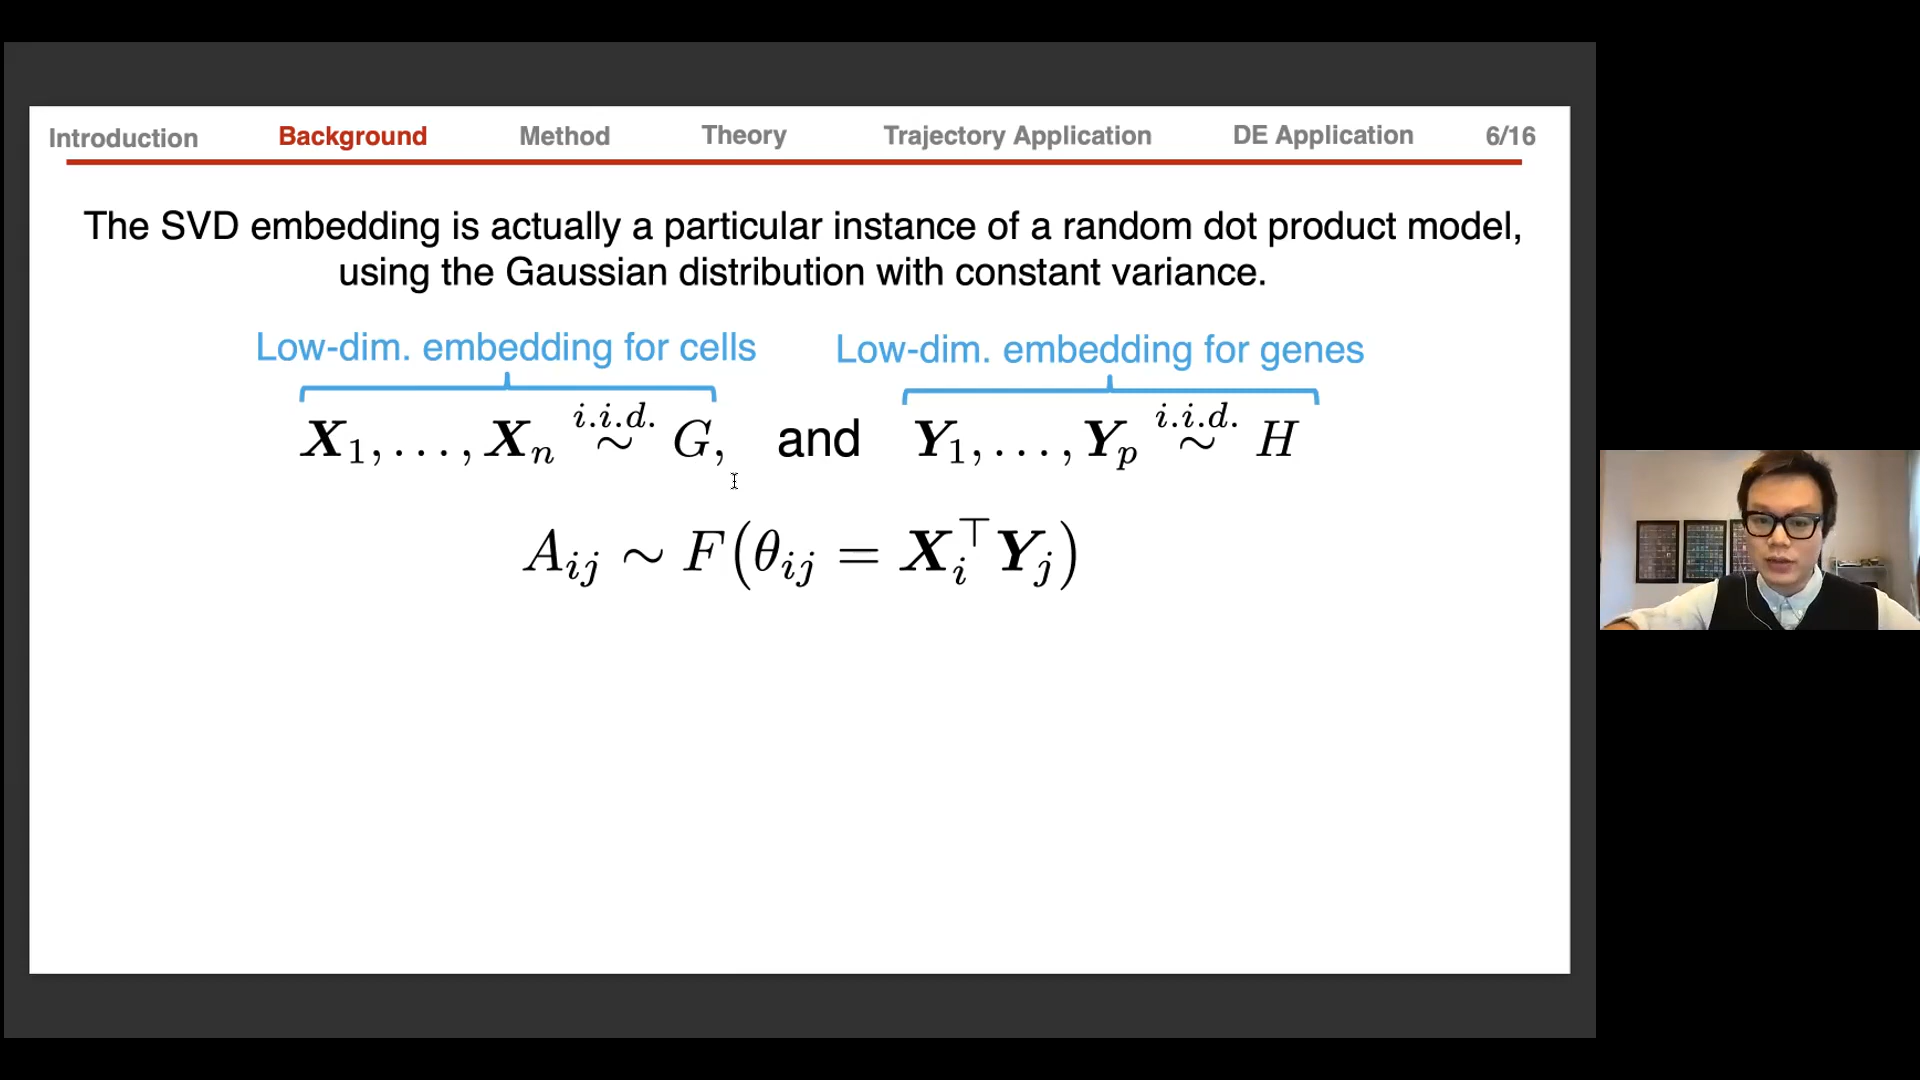 Introduction Background Method Theory Trajectory Application DE Application 6/16
The SVD embedding is actually a particular instance of a random dot product model,
using the Gaussian distribution with constant variance.
Low-dim. embedding for cells Low-dim. embedding for genes
X₁, . . . , Xₙ i.i.d. ∼ G, and Y₁, . . . , Yₚ i.i.d. ∼ H
Aᵢⱼ ∼ F(θᵢⱼ = Xᵢ⊤ Yⱼ)